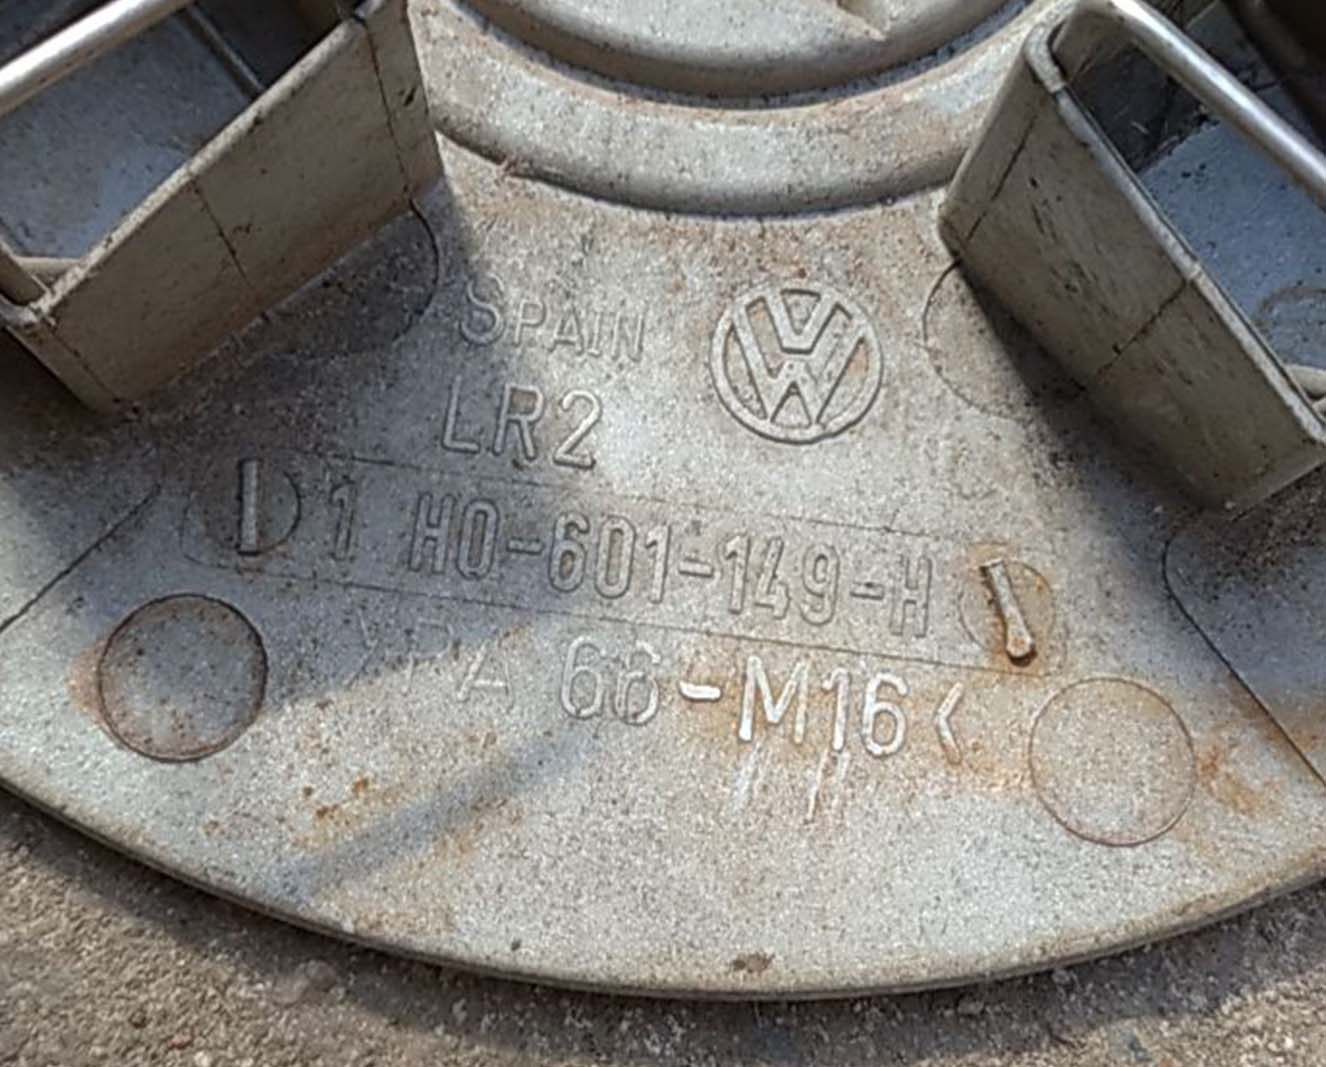 SPAIN
LR2
1 H0-601-149-H
>PA 66-M16<